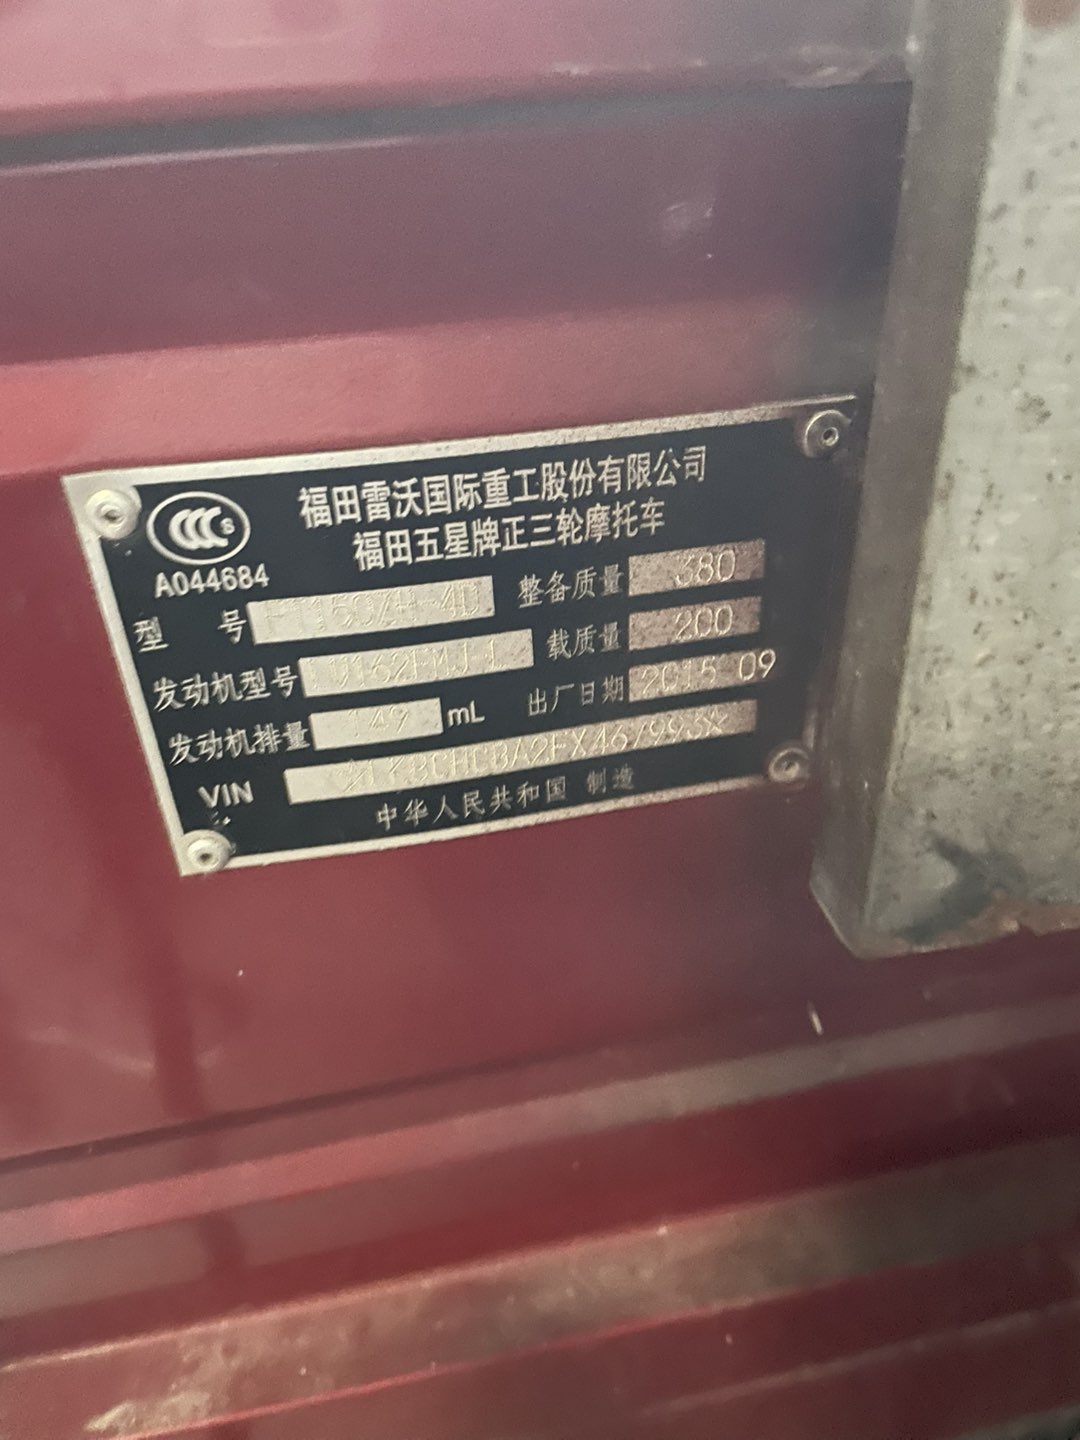 CCC S
A044684
福田雷沃国际重工股份有限公司
福田五星牌正三轮摩托车
型 号 整备质量 380
发动机型号 载质量 200
发动机排量 149 mL 出厂日期 2015 09
VIN
中华人民共和国 制造